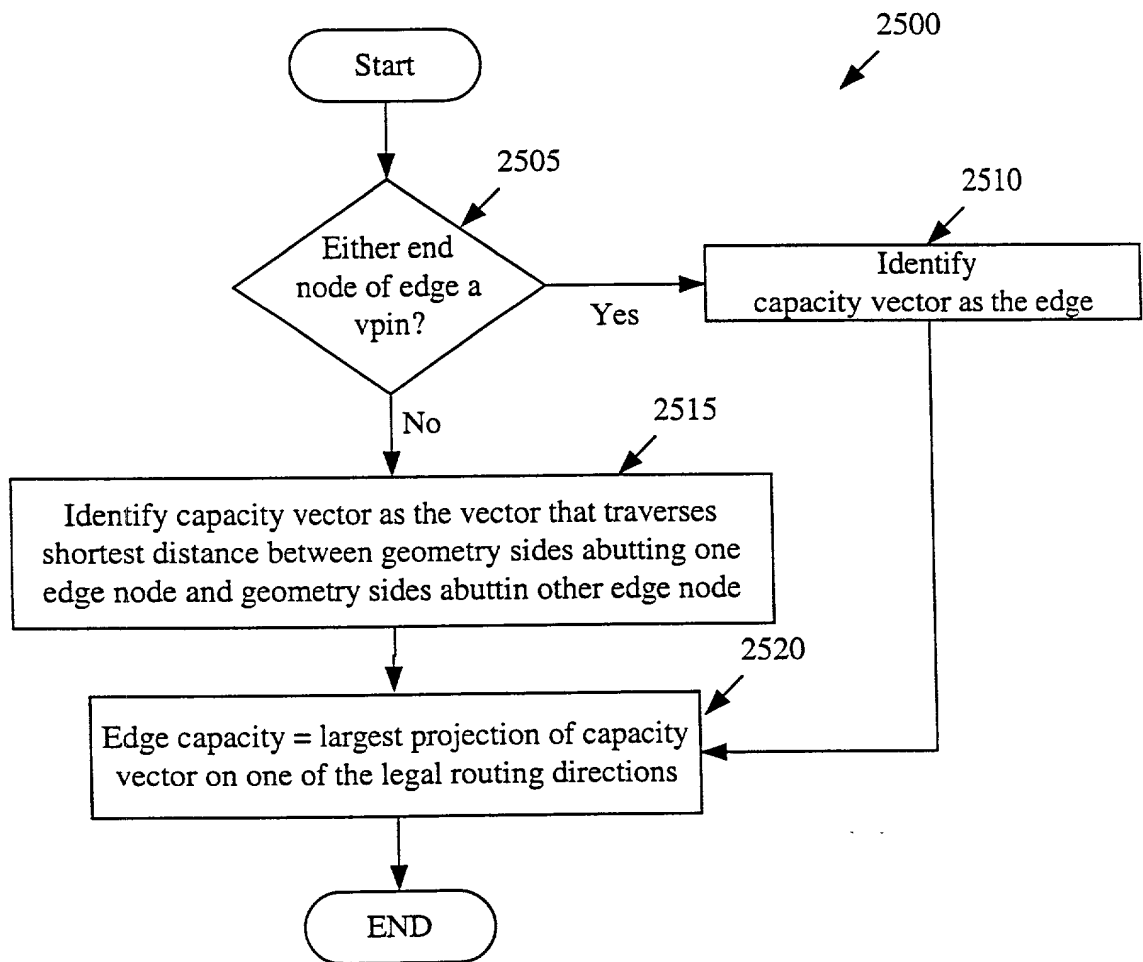 2500
Start
2505
Either end
node of edge a
vpin?
Yes
2510
Identify
capacity vector as the edge
No
2515
Identify capacity vector as the vector that traverses
shortest distance between geometry sides abutting one
edge node and geometry sides abuttin other edge node
2520
Edge capacity = largest projection of capacity
vector on one of the legal routing directions
END